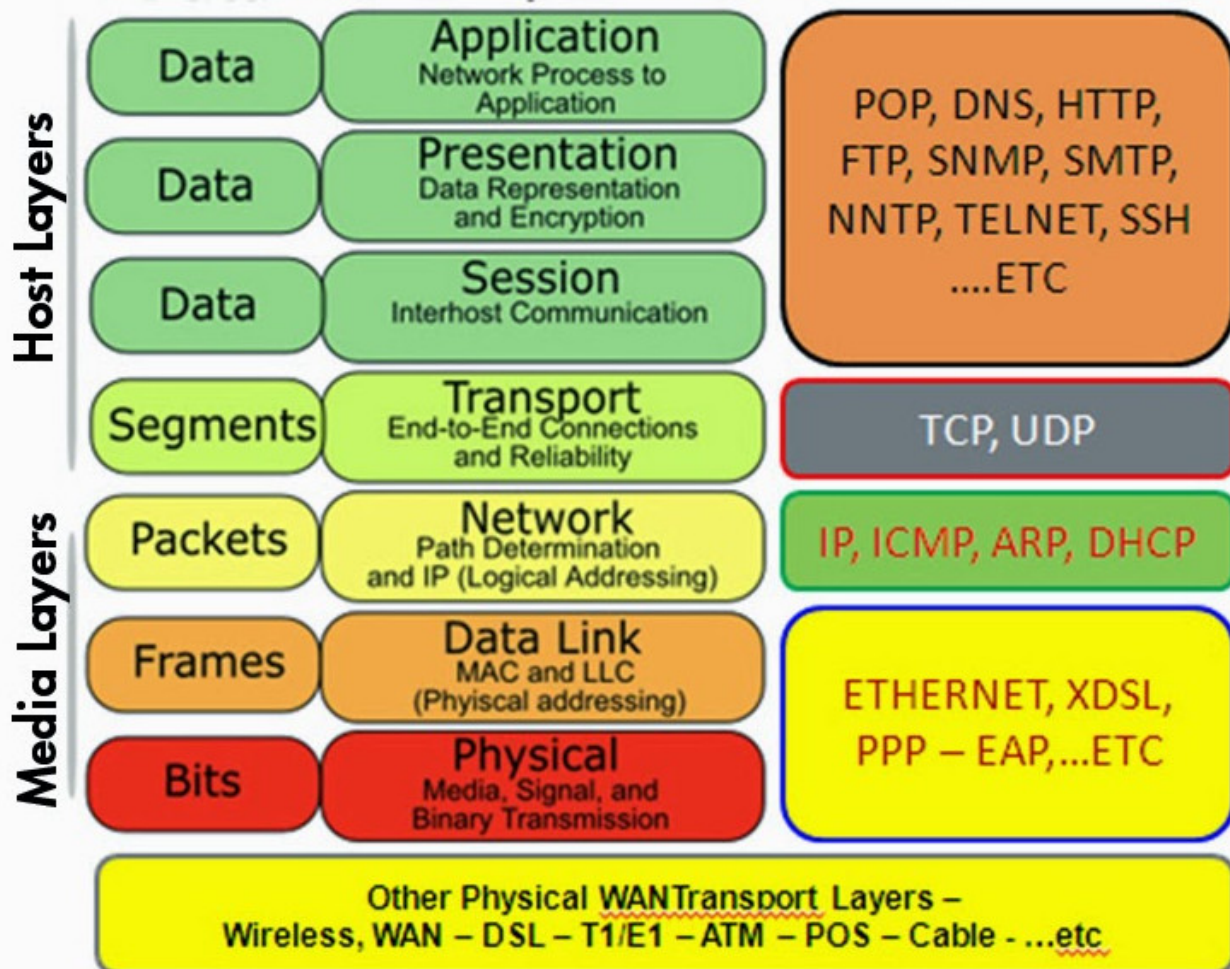 Host Layers
Data
Application
Network Process to
Application
Data
Presentation
Data Representation
and Encryption
Data
Session
Interhost Communication
POP, DNS, HTTP,
FTP, SNMP, SMTP,
NNTP, TELNET, SSH
....ETC
Segments
Transport
End-to-End Connections
and Reliability
TCP, UDP
Media Layers
Packets
Network
Path Determination
and IP (Logical Addressing)
IP, ICMP, ARP, DHCP
Frames
Data Link
MAC and LLC
(Phyiscal addressing)
Bits
Physical
Media, Signal, and
Binary Transmission
ETHERNET, XDSL,
PPP – EAP,...ETC
Other Physical WANTransport Layers –
Wireless, WAN – DSL – T1/E1 – ATM – POS – Cable - ...etc